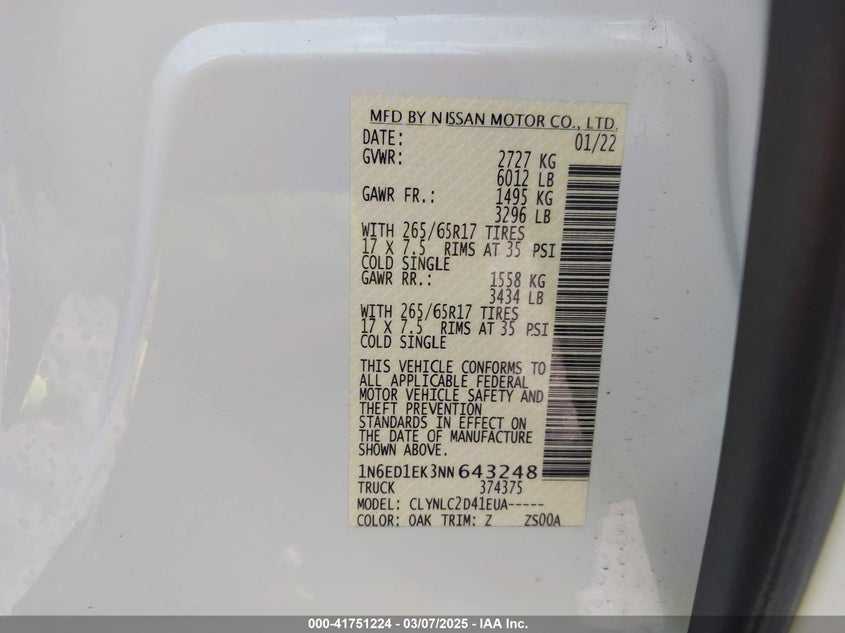 MFD BY NISSAN MOTOR CO., LTD.
DATE: 01/22
GVWR: 2727 KG
6012 LB
GAWR FR.: 1495 KG
3296 LB
WITH 265/65R17 TIRES
17 X 7.5 RIMS AT 35 PSI
COLD SINGLE
GAWR RR.: 1558 KG
3434 LB
WITH 265/65R17 TIRES
17 X 7.5 RIMS AT 35 PSI
COLD SINGLE
THIS VEHICLE CONFORMS TO
ALL APPLICABLE FEDERAL
MOTOR VEHICLE SAFETY AND
THEFT PREVENTION
STANDARDS IN EFFECT ON
THE DATE OF MANUFACTURE
SHOWN ABOVE.
1N6ED1EK3NN643248
TRUCK 374375
MODEL: CLYNLC2D41EUA-----
COLOR: OAK TRIM: Z ZS00A
000-41751224 - 03/07/2025 - IAA Inc.